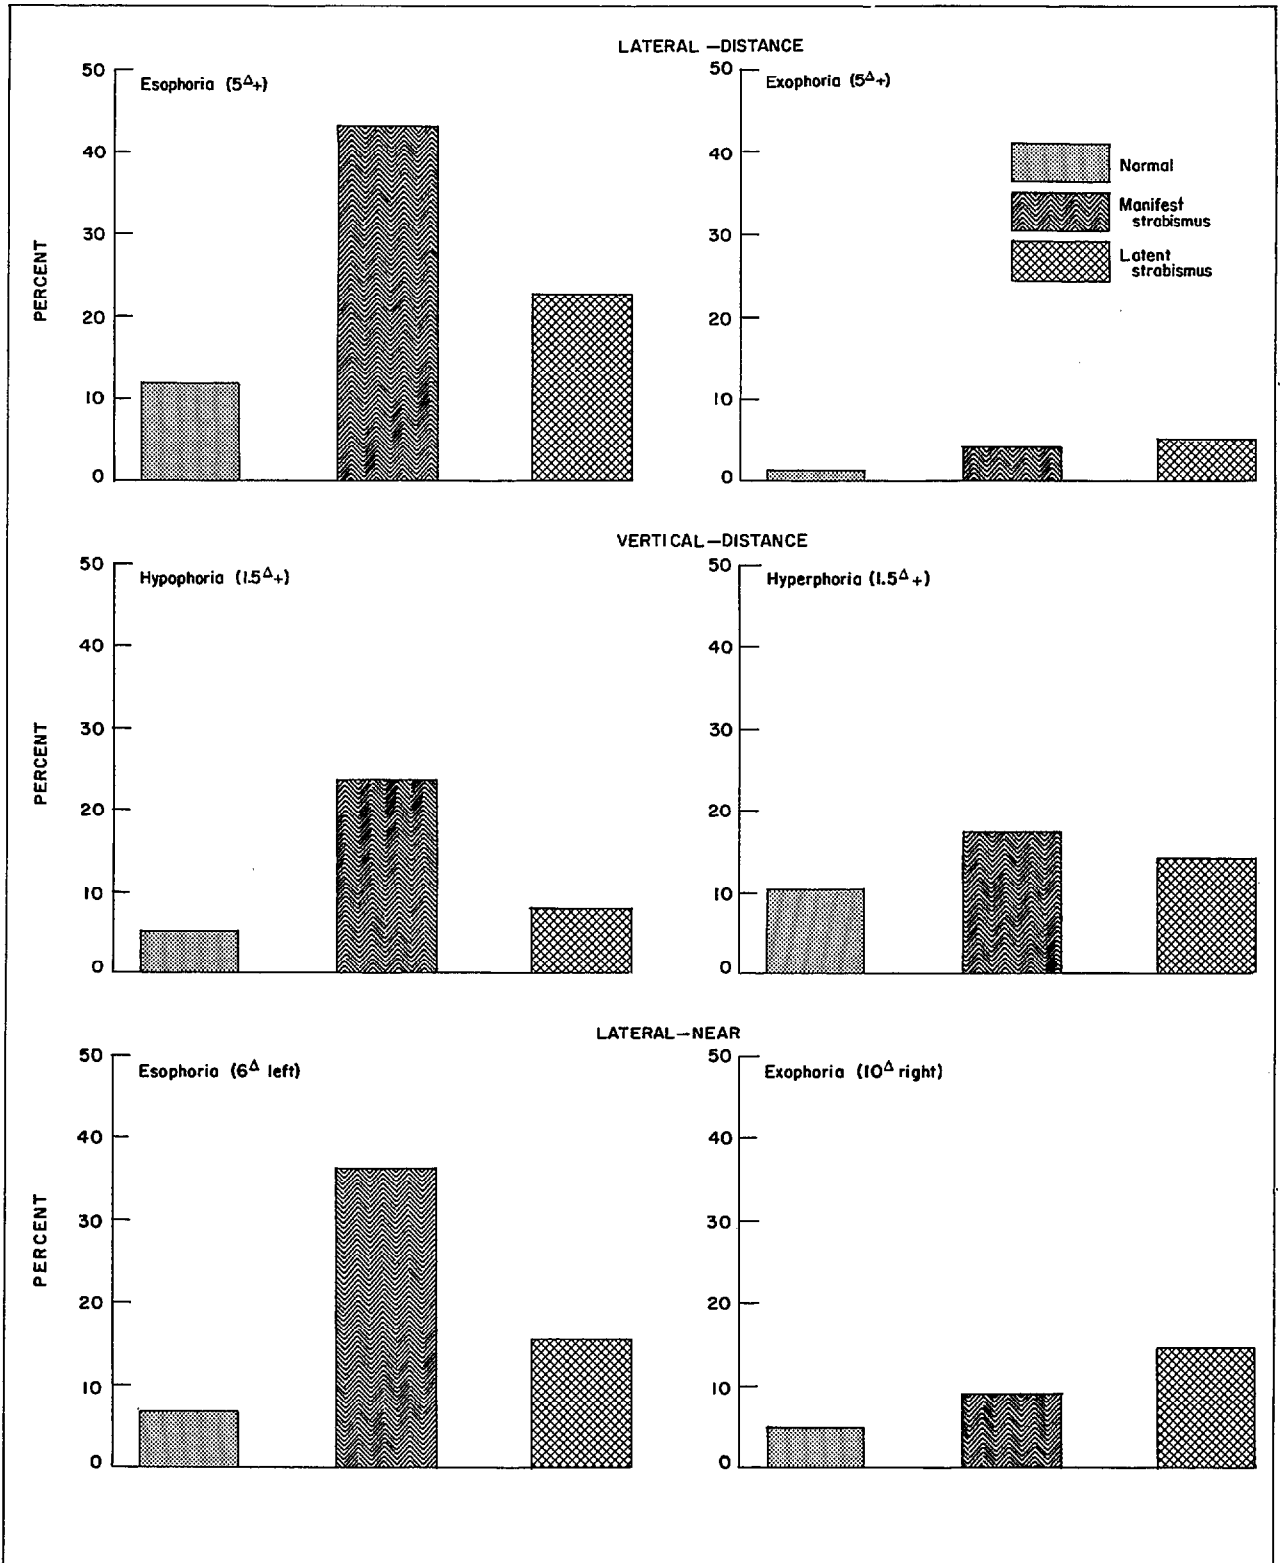 LATERAL —DISTANCE
Esophoria (5Δ+)
50
40
30
20
10
0
PERCENT
Exophoria (5Δ+)
50
40
30
20
10
0
Normal
Manifest
strabismus
Latent
strabismus
VERTICAL—DISTANCE
Hypophoria (1.5Δ+)
50
40
30
20
10
0
PERCENT
Hyperphoria (1.5Δ+)
50
40
30
20
10
0
LATERAL—NEAR
Esophoria (6Δ left)
50
40
30
20
10
0
PERCENT
Exophoria (10Δ right)
50
40
30
20
10
0